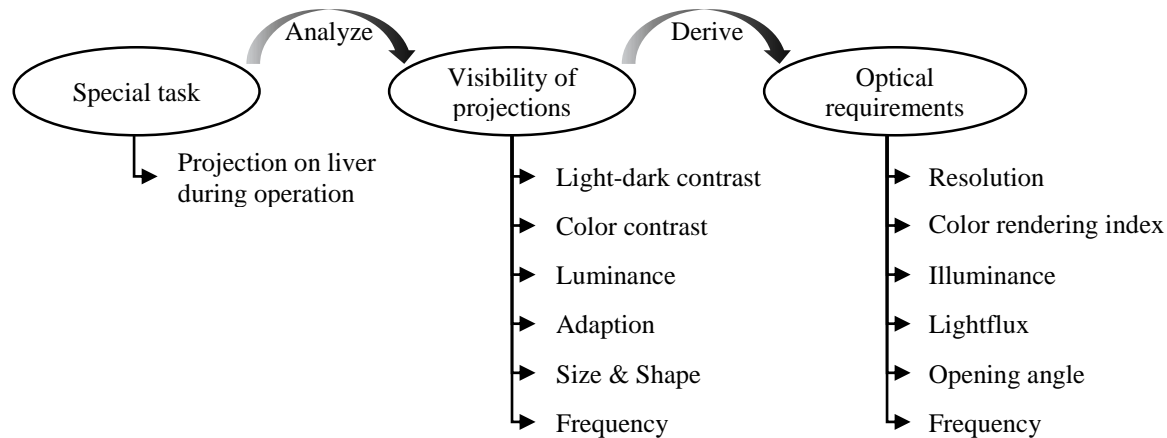 Analyze
Derive
Special task
Visibility of
projections
Optical
requirements
Projection on liver
during operation
Light-dark contrast
Color contrast
Luminance
Adaption
Size & Shape
Frequency
Resolution
Color rendering index
Illuminance
Lightflux
Opening angle
Frequency